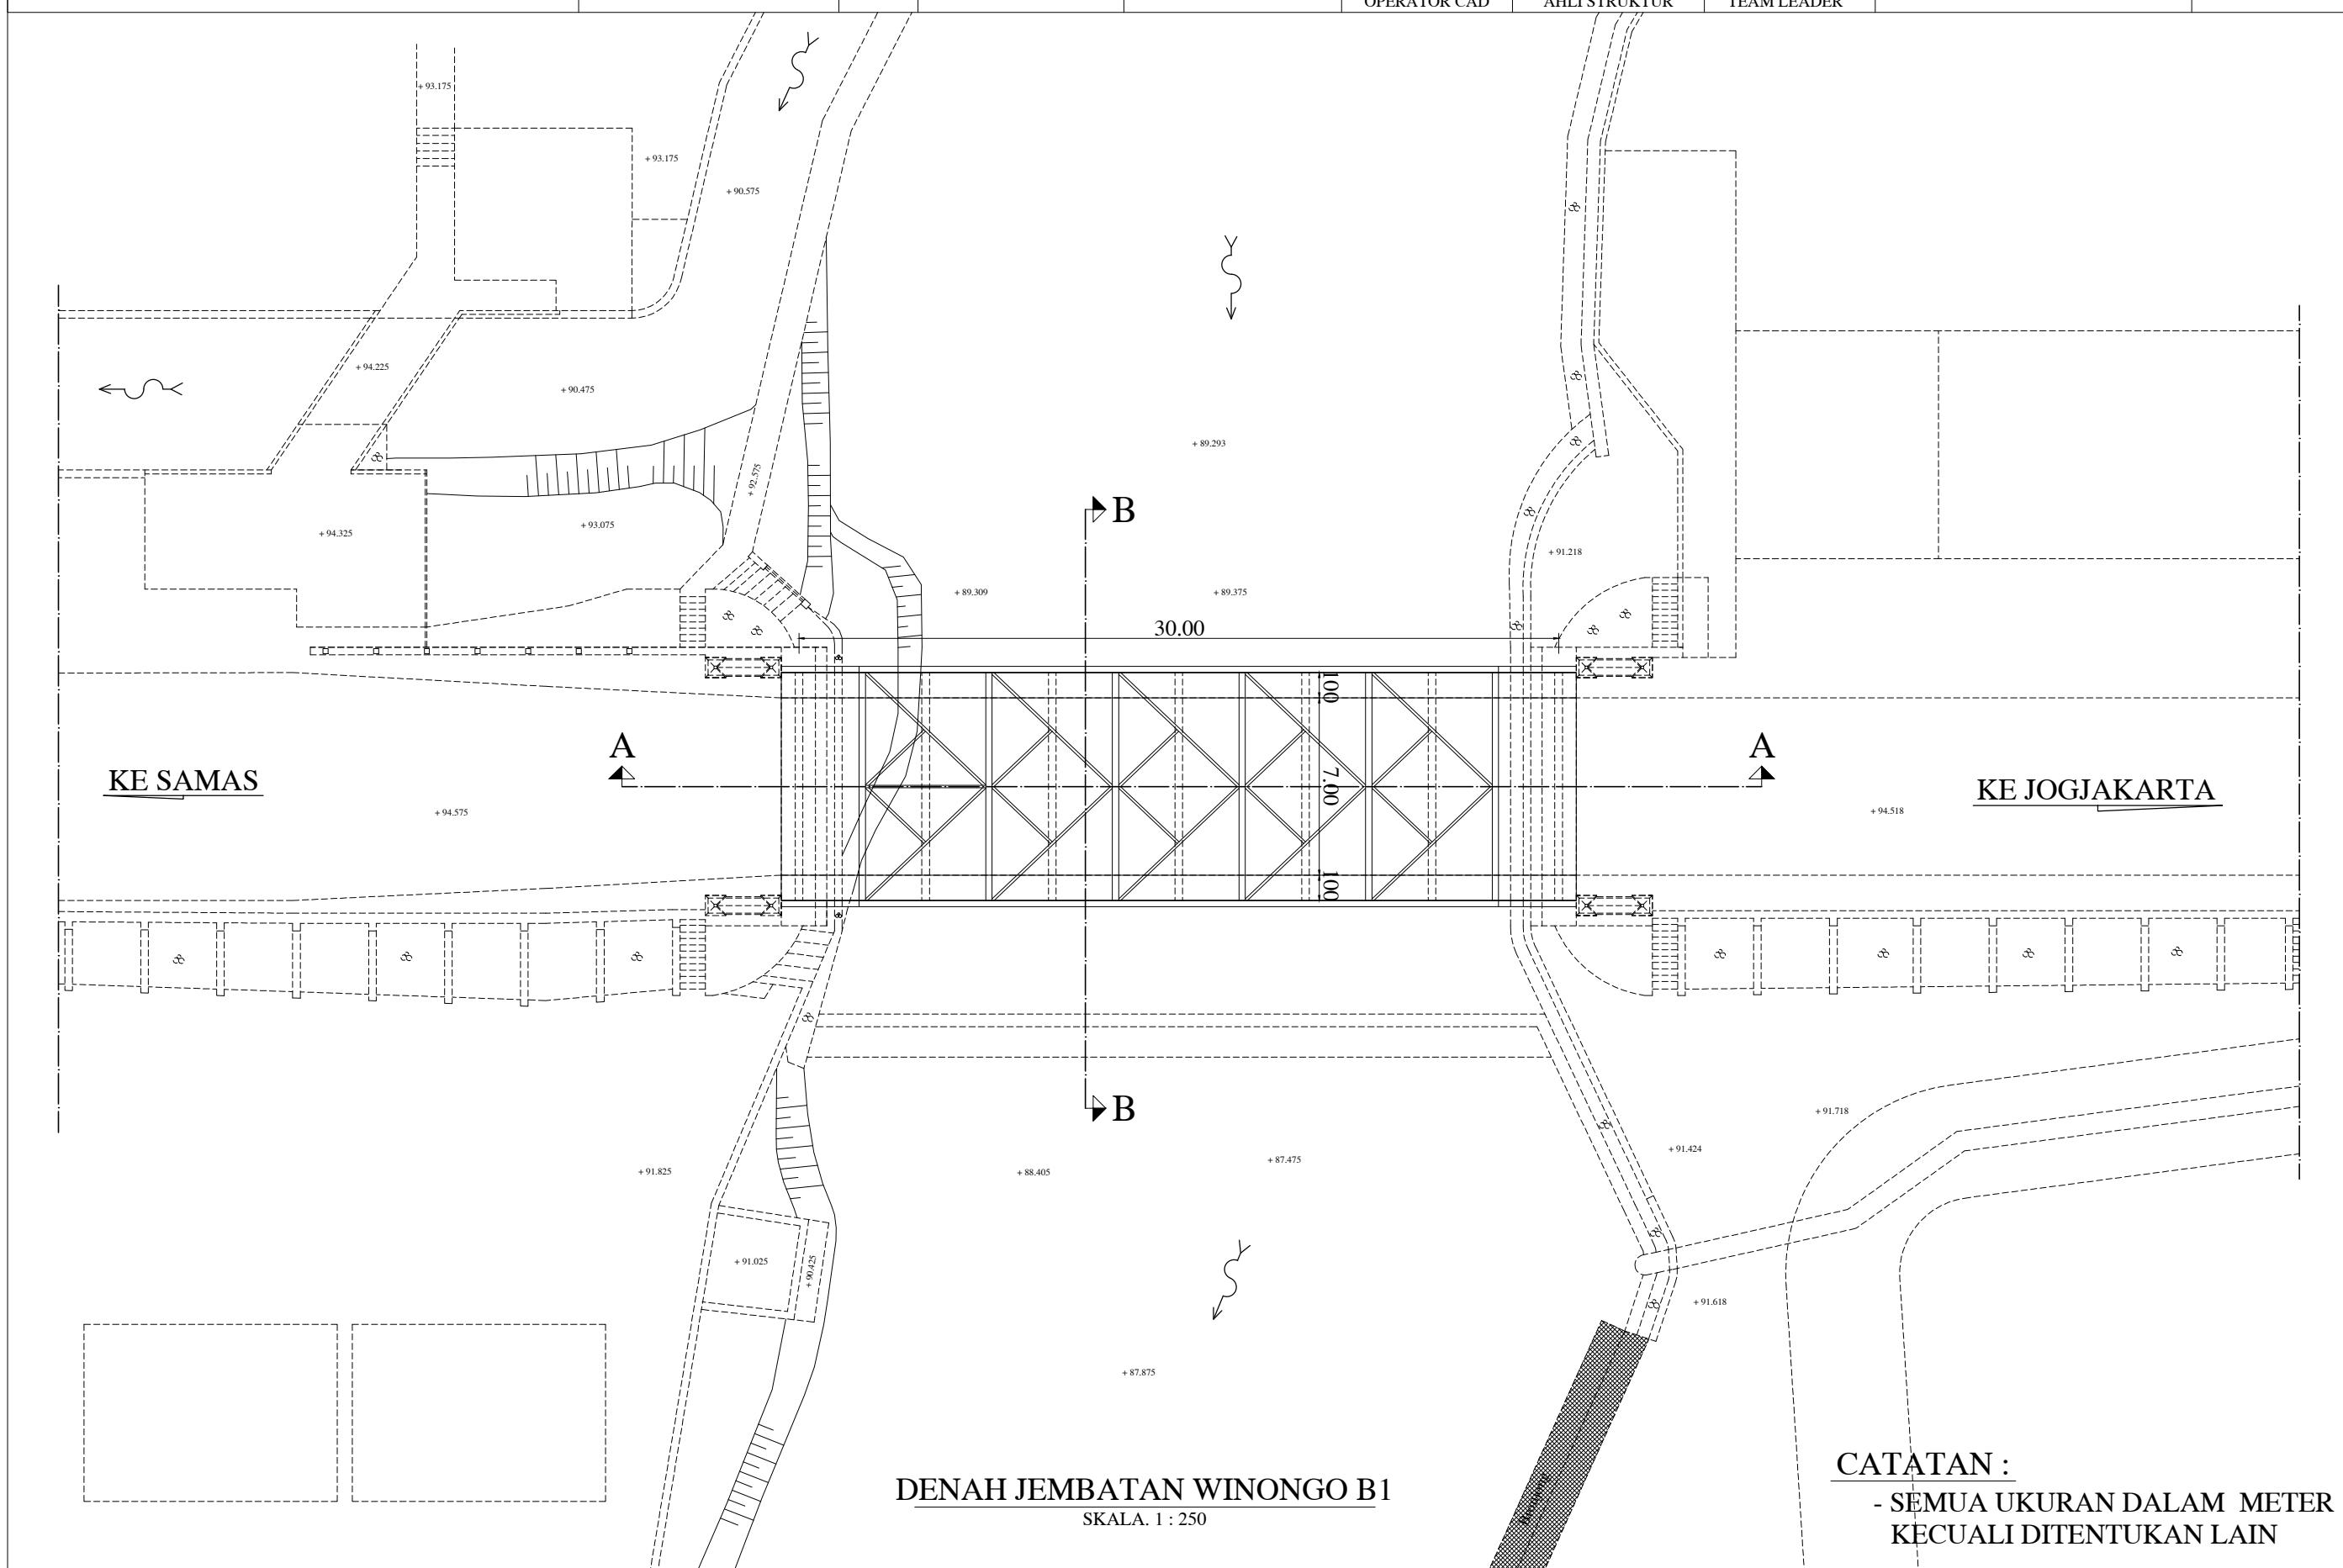 OPERATOR CAD
AHLI STRUKTUR
TEAM LEADER
+ 93.175
+ 93.175
+ 90.575
+ 94.225
+ 90.475
+ 89.293
+ 92.575
B
+ 94.325
+ 93.075
+ 91.218
+ 89.309
+ 89.375
30.00
100
A
A
KE SAMAS
7.00
KE JOGJAKARTA
+ 94.575
+ 94.518
100
B
+ 91.718
+ 91.424
+ 91.825
+ 88.405
+ 87.475
+ 91.025
+ 90.425
+ 91.618
+ 87.875
CATATAN :
- SEMUA UKURAN DALAM METER
KECUALI DITENTUKAN LAIN
DENAH JEMBATAN WINONGO B1
SKALA. 1 : 250